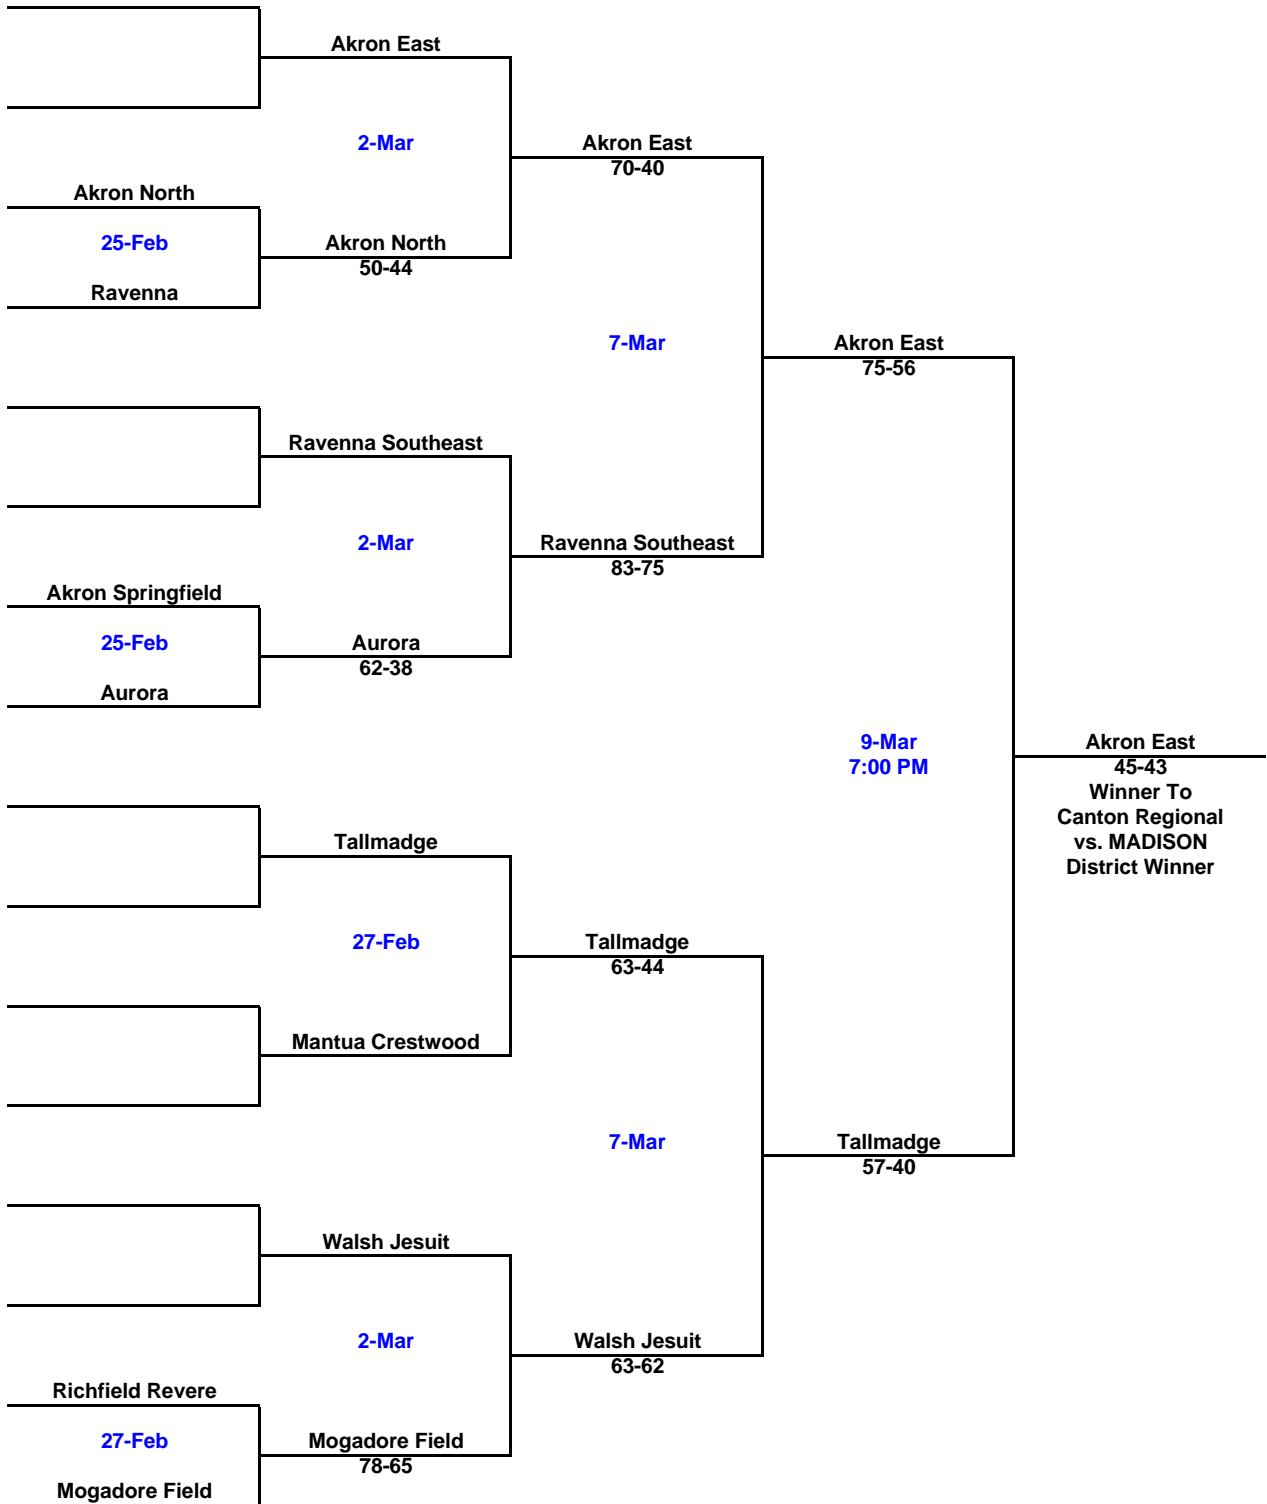 Akron East
2-Mar
Akron East
70-40
Akron North
25-Feb
Akron North
50-44
Ravenna
7-Mar
Akron East
75-56
Ravenna Southeast
2-Mar
Ravenna Southeast
83-75
Akron Springfield
25-Feb
Aurora
62-38
Aurora
9-Mar
7:00 PM
Akron East
45-43
Winner To
Canton Regional
vs. MADISON
District Winner
Tallmadge
27-Feb
Tallmadge
63-44
Mantua Crestwood
7-Mar
Tallmadge
57-40
Walsh Jesuit
2-Mar
Walsh Jesuit
63-62
Richfield Revere
27-Feb
Mogadore Field
78-65
Mogadore Field